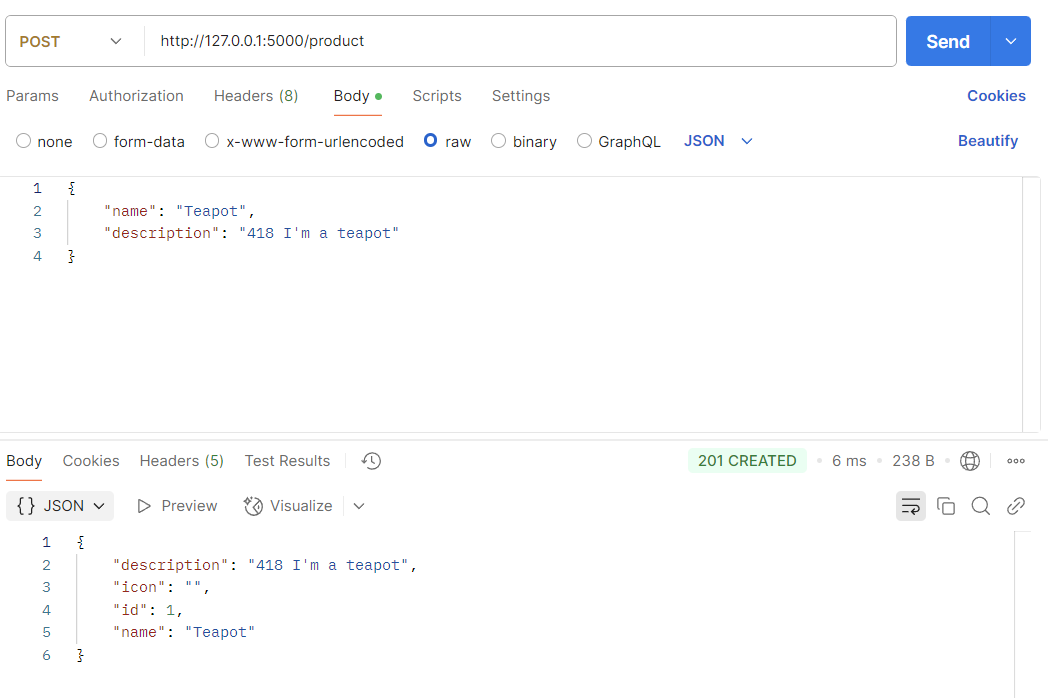 POST http://127.0.0.1:5000/product Send
Params Authorization Headers (8) Body Scripts Settings Cookies
none form-data x-www-form-urlencoded raw binary GraphQL JSON Beautify
1 {
2 "name": "Teapot",
3 "description": "418 I'm a teapot"
4 }
Body Cookies Headers (5) Test Results 201 CREATED 6 ms 238 B
{} JSON Preview Visualize
1 {
2 "description": "418 I'm a teapot",
3 "icon": "",
4 "id": 1,
5 "name": "Teapot"
6 }